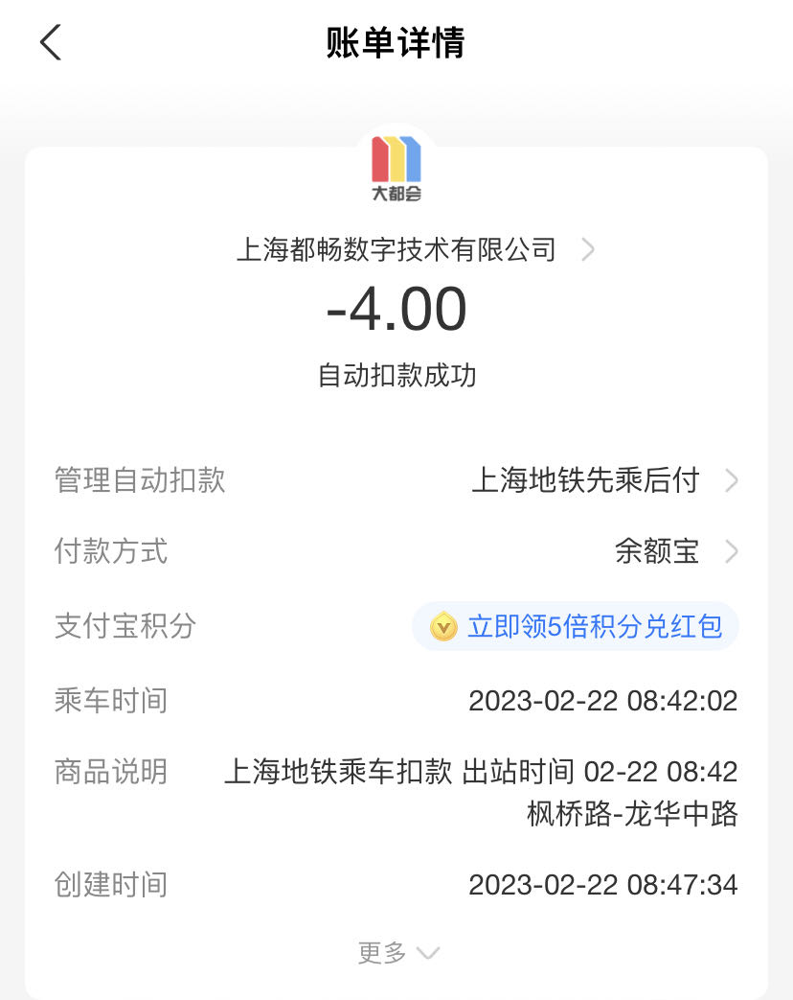 账单详情
大都会
上海都畅数字技术有限公司
-4.00
自动扣款成功
管理自动扣款 上海地铁先乘后付
付款方式 余额宝
支付宝积分 立即领5倍积分兑红包
乘车时间 2023-02-22 08:42:02
商品说明 上海地铁乘车扣款 出站时间 02-22 08:42
枫桥路-龙华中路
创建时间 2023-02-22 08:47:34
更多